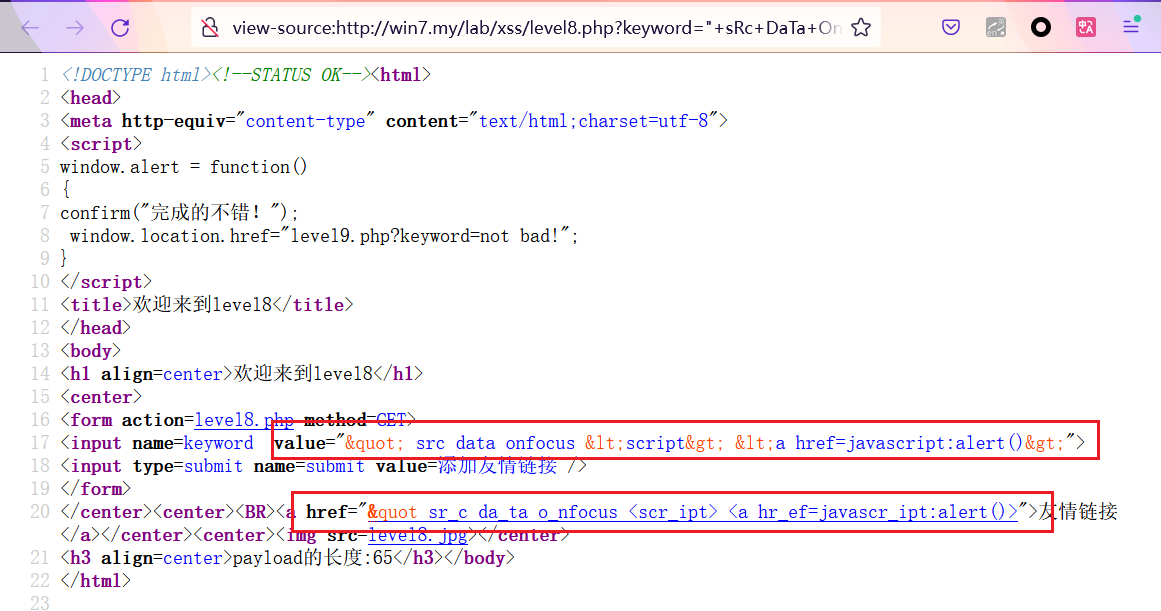 view-source:http://win7.my/lab/xss/level8.php?keyword="+sRc+DaTa+On
1 <!DOCTYPE html><!--STATUS OK--><html>
2 <head>
3 <meta http-equiv="content-type" content="text/html;charset=utf-8">
4 <script>
5 window.alert = function()
6 {
7 confirm("完成的不错！");
8 window.location.href="level9.php?keyword=not bad!";
9 }
10 </script>
11 <title>欢迎来到level8</title>
12 </head>
13 <body>
14 <h1 align=center>欢迎来到level8</h1>
15 <center>
16 <form action=level8.php method=GET>
17 <input name=keyword  value="&quot; src data onfocus &lt;script&gt; &lt;a href=javascript:alert()&gt;">
18 <input type=submit name=submit value=添加友情链接 />
19 </form>
20 </center><center><BR><a href="&quot sr_c da_ta o_nfocus <scr_ipt> <a hr_ef=javascr_ipt:alert()>">友情链接
</a></center><center><img src=level8.jpg></center>
21 <h3 align=center>payload的长度:65</h3></body>
22 </html>
23